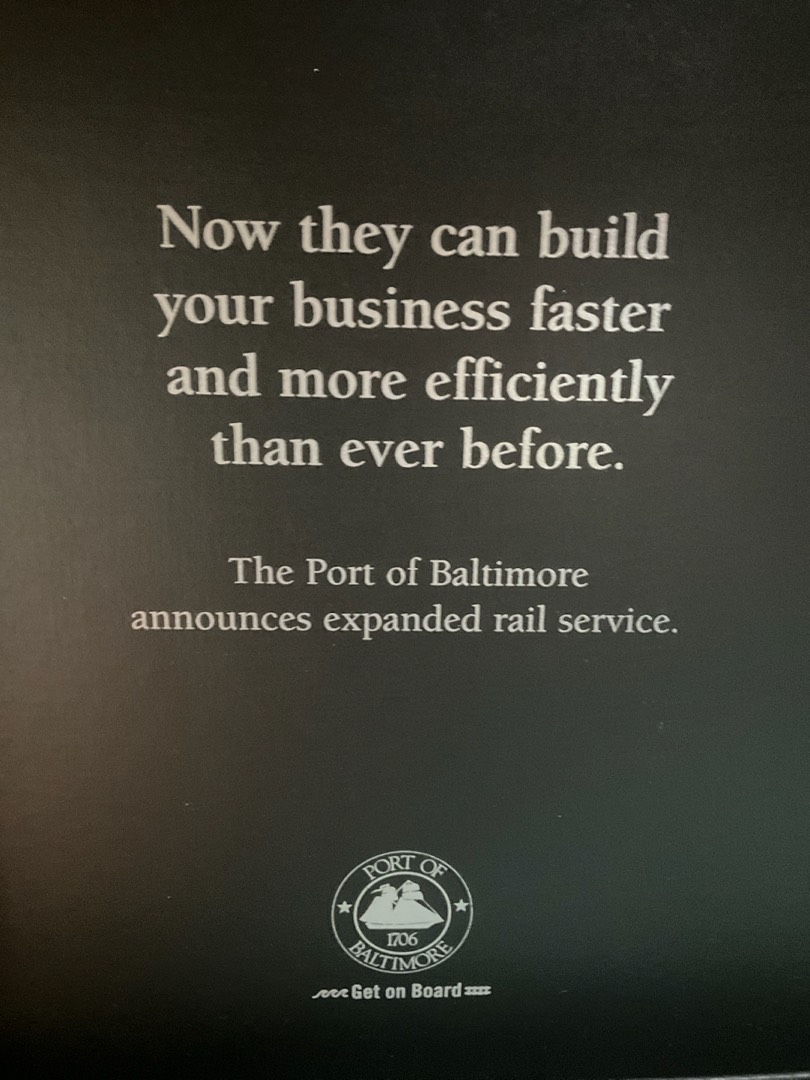 Now they can build
your business faster
and more efficiently
than ever before.
The Port of Baltimore
announces expanded rail service.
PORT OF
1706
BALTIMORE
Get on Board